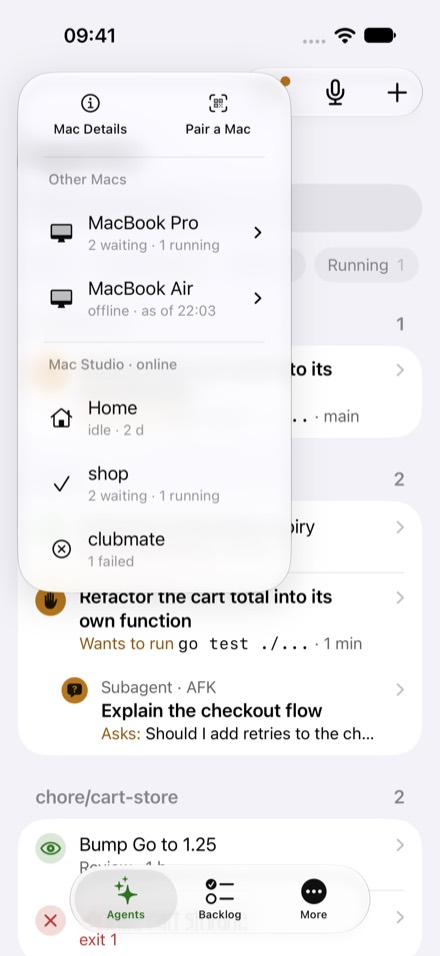 09:41
Mac Details
Pair a Mac
Other Macs
MacBook Pro
2 waiting · 1 running
Running 1
MacBook Air
offline · as of 22:03
1
Mac Studio · online
to its
Home
.. · main
idle · 2 d
shop
2 waiting · 1 running
2
clubmate
1 failed
Refactor the cart total into its
own function
Wants to run go test ./... · 1 min
Subagent · AFK
Explain the checkout flow
Asks: Should I add retries to the ch...
chore/cart-store
2
Bump Go to 1.25
Agents
Backlog
More
exit 1